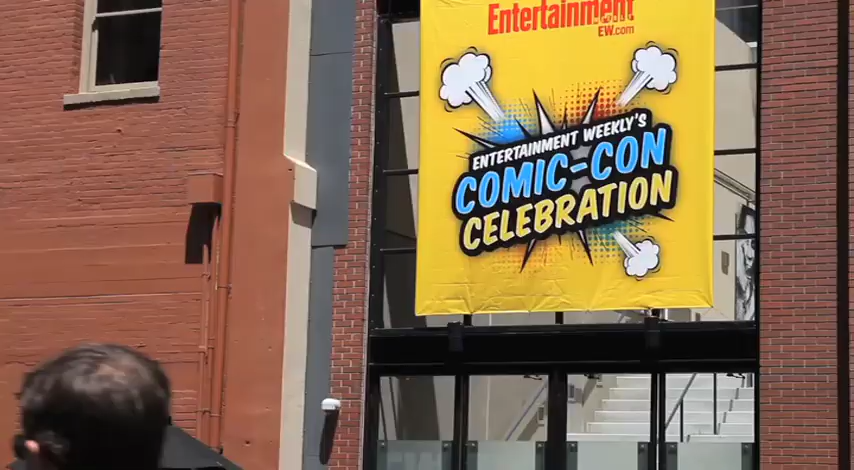 Entertainment
EW.com
ENTERTAINMENT WEEKLY'S
COMIC-CON
CELEBRATION